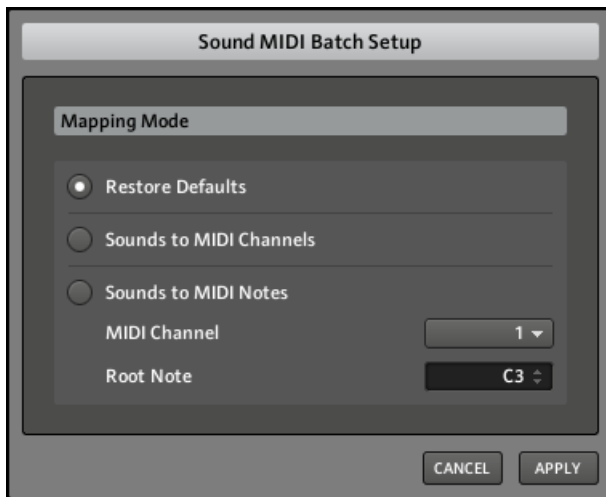 Sound MIDI Batch Setup
Mapping Mode
Restore Defaults
Sounds to MIDI Channels
Sounds to MIDI Notes
MIDI Channel 1
Root Note C3
CANCEL APPLY